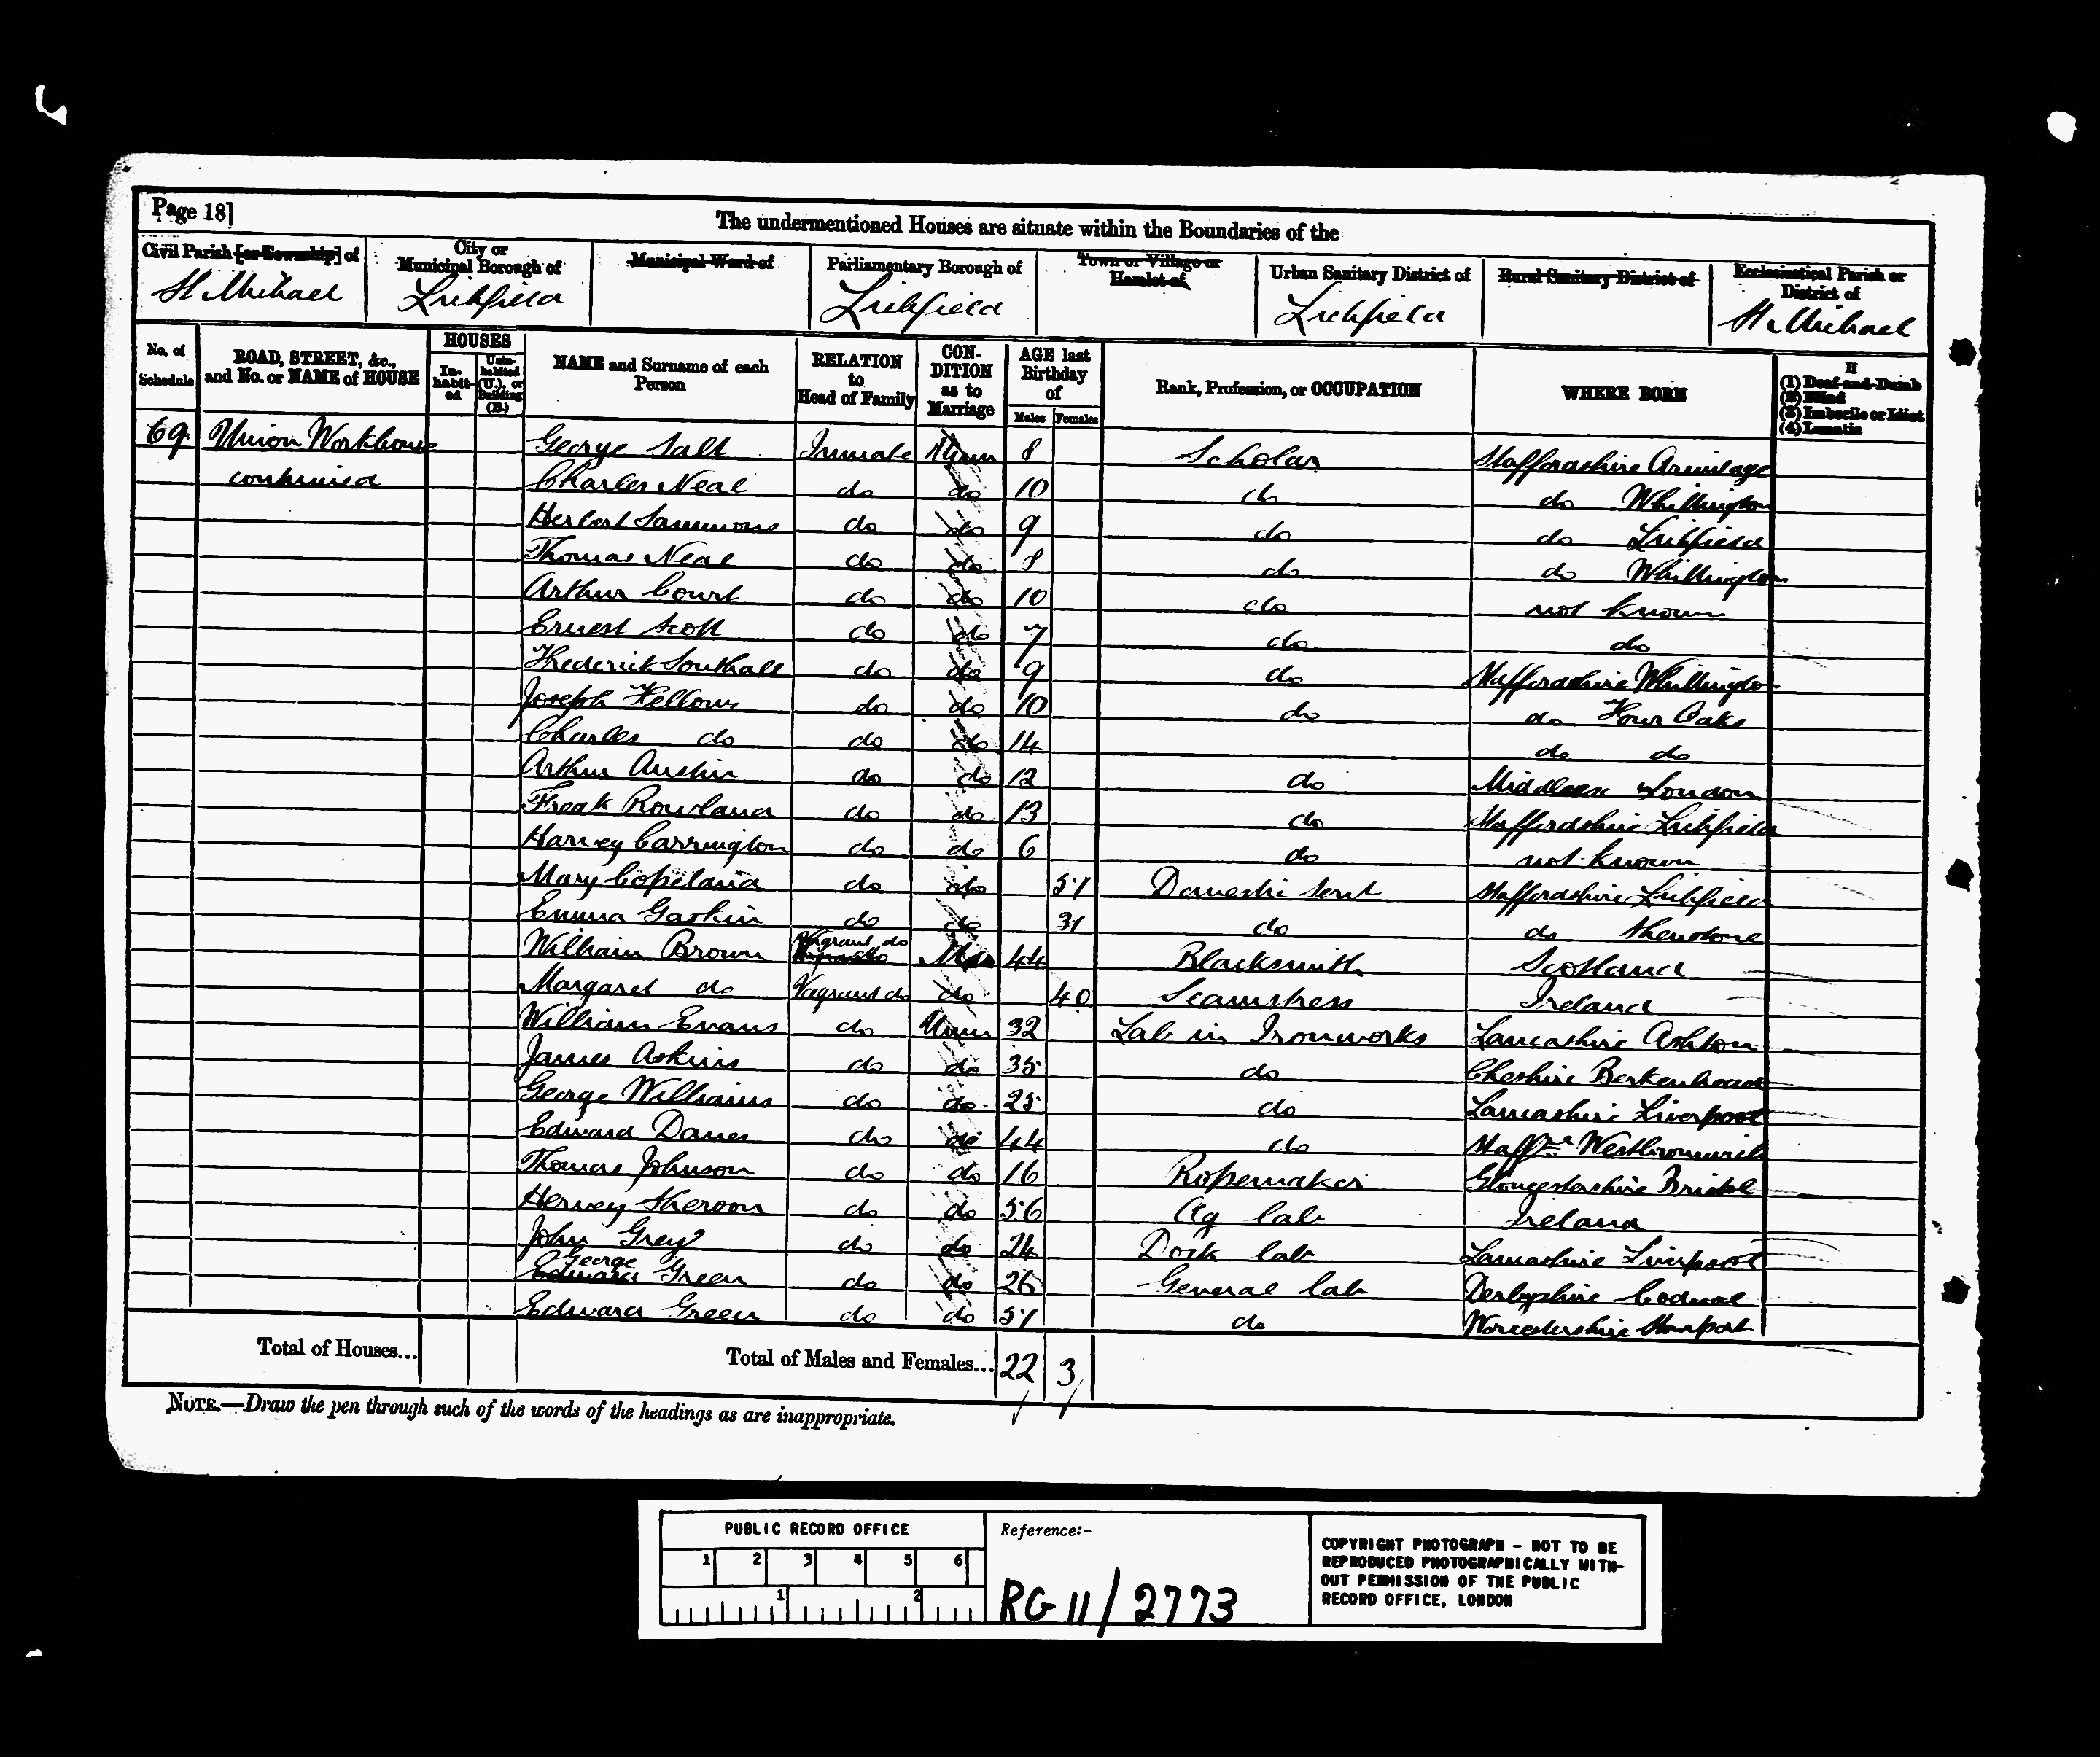 Page 18]
The undermentioned Houses are situate within the Boundaries of the
Civil Parish [or Township] of
St Michael
City or Municipal Borough of
Lichfield
Municipal Ward of
Parliamentary Borough of
Lichfield
Town or Village or Hamlet of
Urban Sanitary District of
Lichfield
Rural Sanitary District of
Ecclesiastical Parish or District of
St Michael
No. of Schedule
ROAD, STREET, &c., and No. or NAME of HOUSE
HOUSES
In-habit-ed
Unin-habited (U.), or Building (B.)
NAME and Surname of each Person
RELATION to Head of Family
CON-DITION as to Marriage
AGE last Birthday of
Males Females
Rank, Profession, or OCCUPATION
WHERE BORN
If
(1) Deaf-and-Dumb
(2) Blind
(3) Imbecile or Idiot
(4) Lunatic
69 Union Workhouse George Salt Inmate Unm 8 Scholar Staffordshire Armitage
continued Charles Neal do do 10 do do Whittington
Herbert Sammons do do 9 do do Lichfield
Thomas Neal do do 8 do do Whittington
Arthur Court do do 10 do not known
Ernest Scott do do 7 do do
Frederick Southall do do 9 do Staffordshire Whittington
Joseph Fellows do do 10 do do Four Oaks
Charles do do do 14 do do
Arthur Austin do do 12 do Middlesex London
Freak Rowland do do 13 do Staffordshire Lichfield
Harvey Carrington do do 6 do not known
Mary Copeland do do 51 Domestic Servt Staffordshire Lichfield
Emma Gaskin do do 31 do do Shenstone
William Brown Vagrant do Mar 44 Blacksmith Scotland
Margaret do Vagrant do do 40 Seamstress Ireland
William Evans do Unm 32 Lab in Ironworks Lancashire Ashton
James Askins do do 35 do Cheshire Berkenhead
George Williams do do 25 do Lancashire Liverpool
Edward Davies do do 44 do Staffre Westbromwich
Thomas Johnson do do 16 Ropemaker Gloucestershire Bristol
Hervey do do 56 Ag lab Ireland
John Grey do do 24 Dock lab Lancashire Liverpool
George
Edward Green do do 26 General lab Derbyshire
Edward Green do do 51 do Worcestershire Stourport
Total of Houses...
Total of Males and Females... 22 3
NOTE.—Draw the pen through such of the words of the headings as are inappropriate.
PUBLIC RECORD OFFICE
1 2 3 4 5 6
1 2
Reference:-
RG 11/2773
COPYRIGHT PHOTOGRAPH - NOT TO BE
REPRODUCED PHOTOGRAPHICALLY WITH-
OUT PERMISSION OF THE PUBLIC
RECORD OFFICE, LONDON